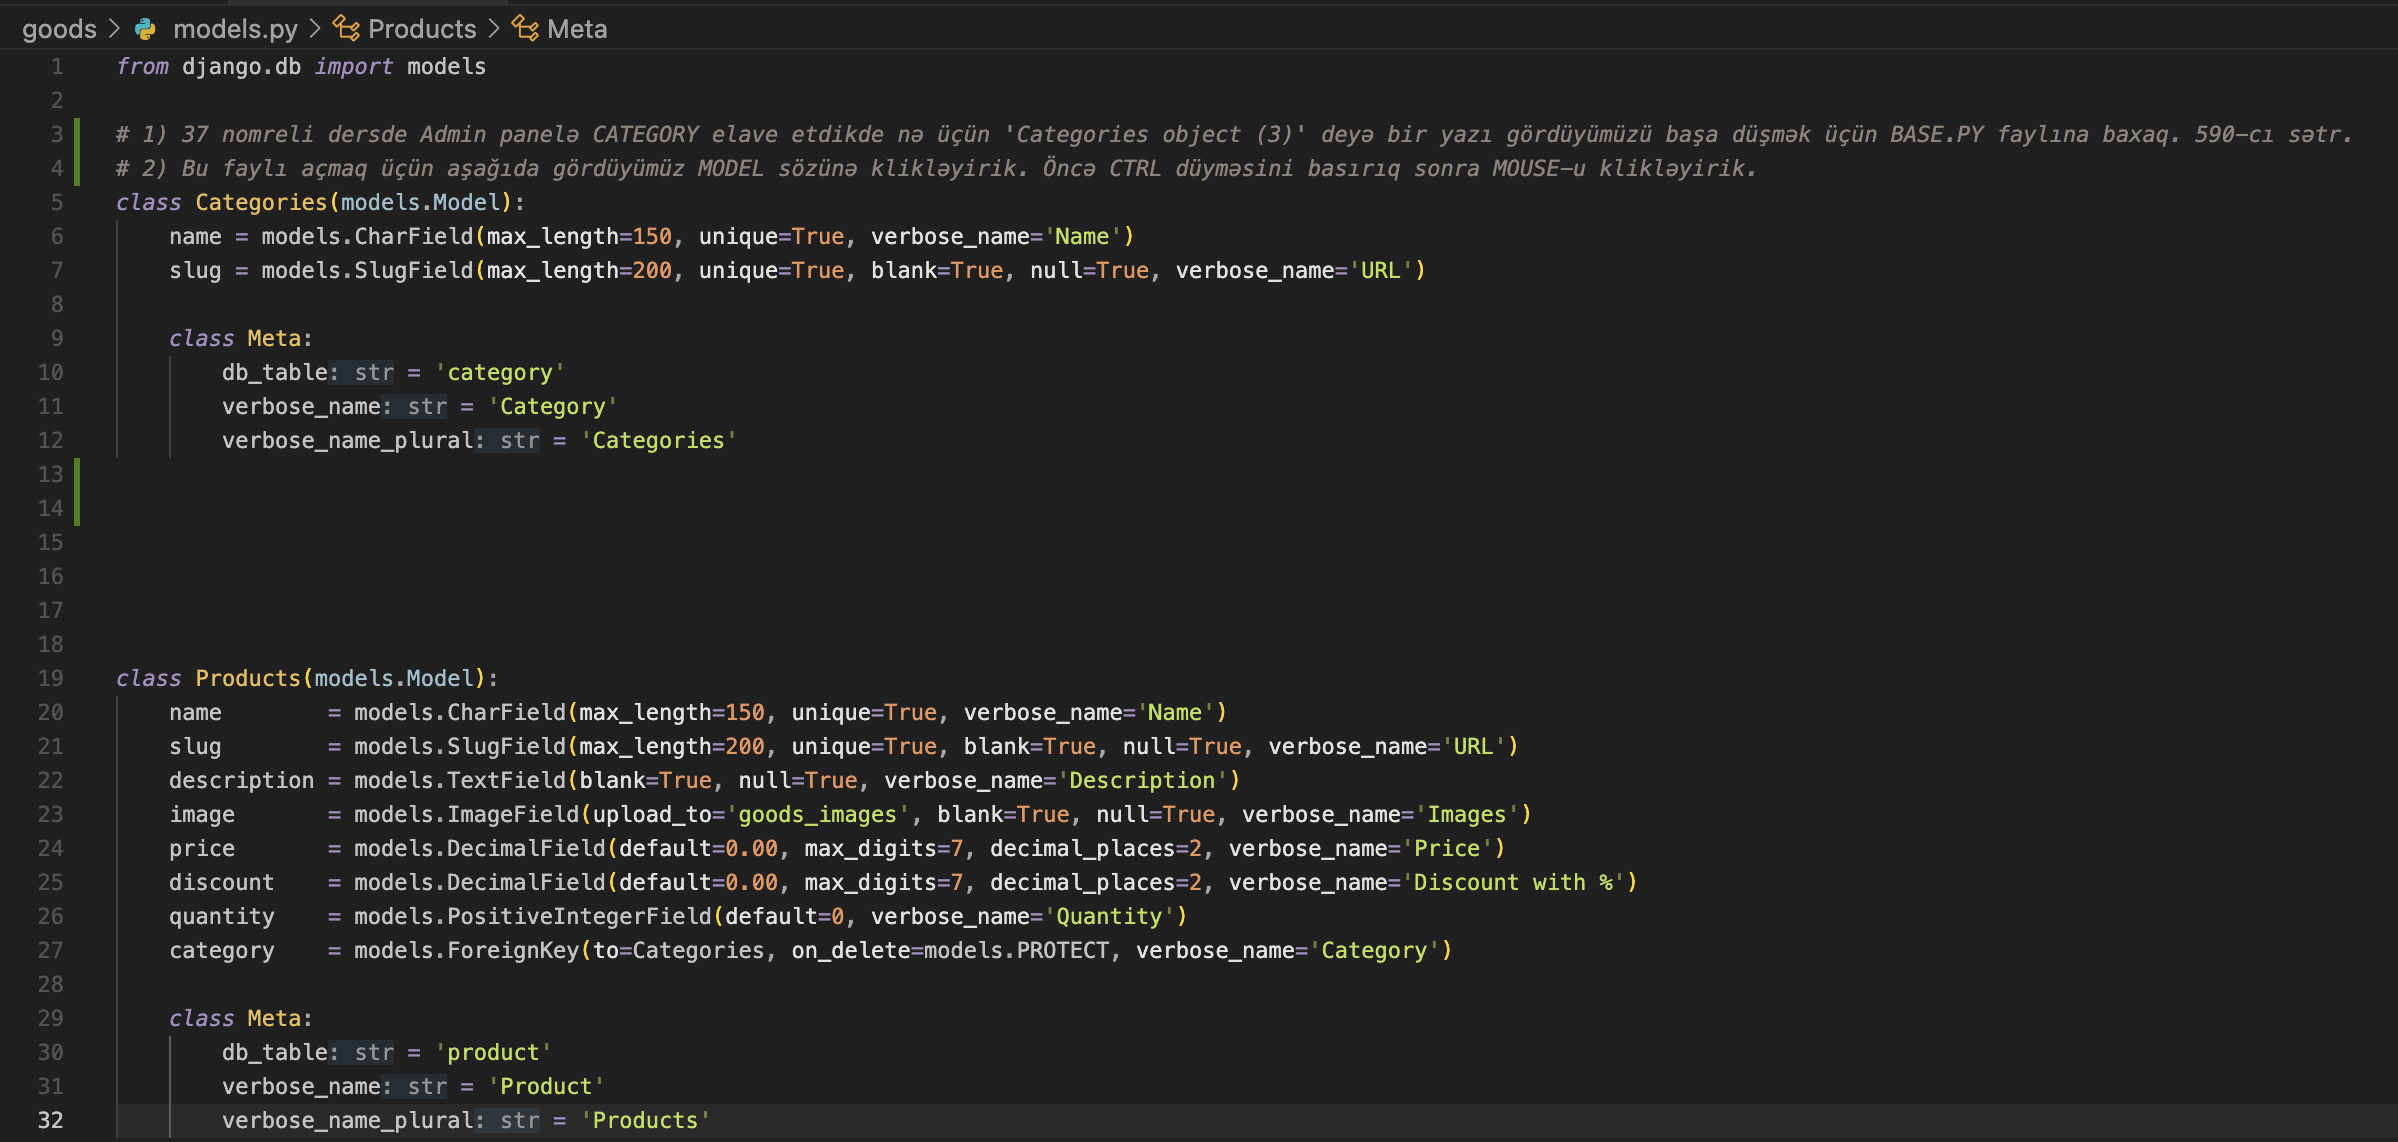 goods > models.py > Products > Meta
1 from django.db import models
2
3 # 1) 37 nomreli dersde Admin panelə CATEGORY elave etdikde nə üçün 'Categories object (3)' deyə bir yazı gördüyümüzü başa düşmək üçün BASE.PY faylına baxaq. 590-cı sətr.
4 # 2) Bu faylı açmaq üçün aşağıda gördüyümüz MODEL sözünə klikləyirik. Öncə CTRL düyməsini basırıq sonra MOUSE-u klikləyirik.
5 class Categories(models.Model):
6     name = models.CharField(max_length=150, unique=True, verbose_name='Name')
7     slug = models.SlugField(max_length=200, unique=True, blank=True, null=True, verbose_name='URL')
8
9     class Meta:
10         db_table: str = 'category'
11         verbose_name: str = 'Category'
12         verbose_name_plural: str = 'Categories'
13
14
15
16
17
18
19 class Products(models.Model):
20     name        = models.CharField(max_length=150, unique=True, verbose_name='Name')
21     slug        = models.SlugField(max_length=200, unique=True, blank=True, null=True, verbose_name='URL')
22     description = models.TextField(blank=True, null=True, verbose_name='Description')
23     image       = models.ImageField(upload_to='goods_images', blank=True, null=True, verbose_name='Images')
24     price       = models.DecimalField(default=0.00, max_digits=7, decimal_places=2, verbose_name='Price')
25     discount    = models.DecimalField(default=0.00, max_digits=7, decimal_places=2, verbose_name='Discount with %')
26     quantity    = models.PositiveIntegerField(default=0, verbose_name='Quantity')
27     category    = models.ForeignKey(to=Categories, on_delete=models.PROTECT, verbose_name='Category')
28
29     class Meta:
30         db_table: str = 'product'
31         verbose_name: str = 'Product'
32         verbose_name_plural: str = 'Products'